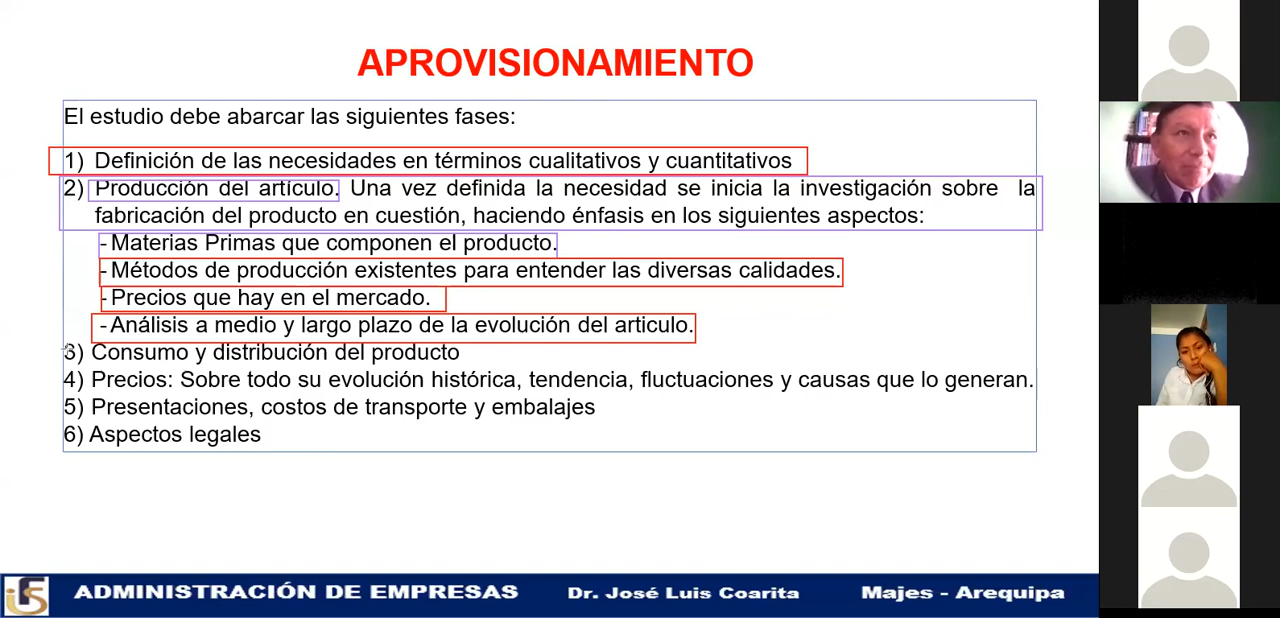 APROVISIONAMIENTO
El estudio debe abarcar las siguientes fases:
1) Definición de las necesidades en términos cualitativos y cuantitativos
2) Producción del artículo. Una vez definida la necesidad se inicia la investigación sobre la
fabricación del producto en cuestión, haciendo énfasis en los siguientes aspectos:
- Materias Primas que componen el producto.
- Métodos de producción existentes para entender las diversas calidades.
- Precios que hay en el mercado.
- Análisis a medio y largo plazo de la evolución del articulo.
3) Consumo y distribución del producto
4) Precios: Sobre todo su evolución histórica, tendencia, fluctuaciones y causas que lo generan.
5) Presentaciones, costos de transporte y embalajes
6) Aspectos legales
ADMINISTRACIÓN DE EMPRESAS Dr. José Luis Coarita Majes - Arequipa